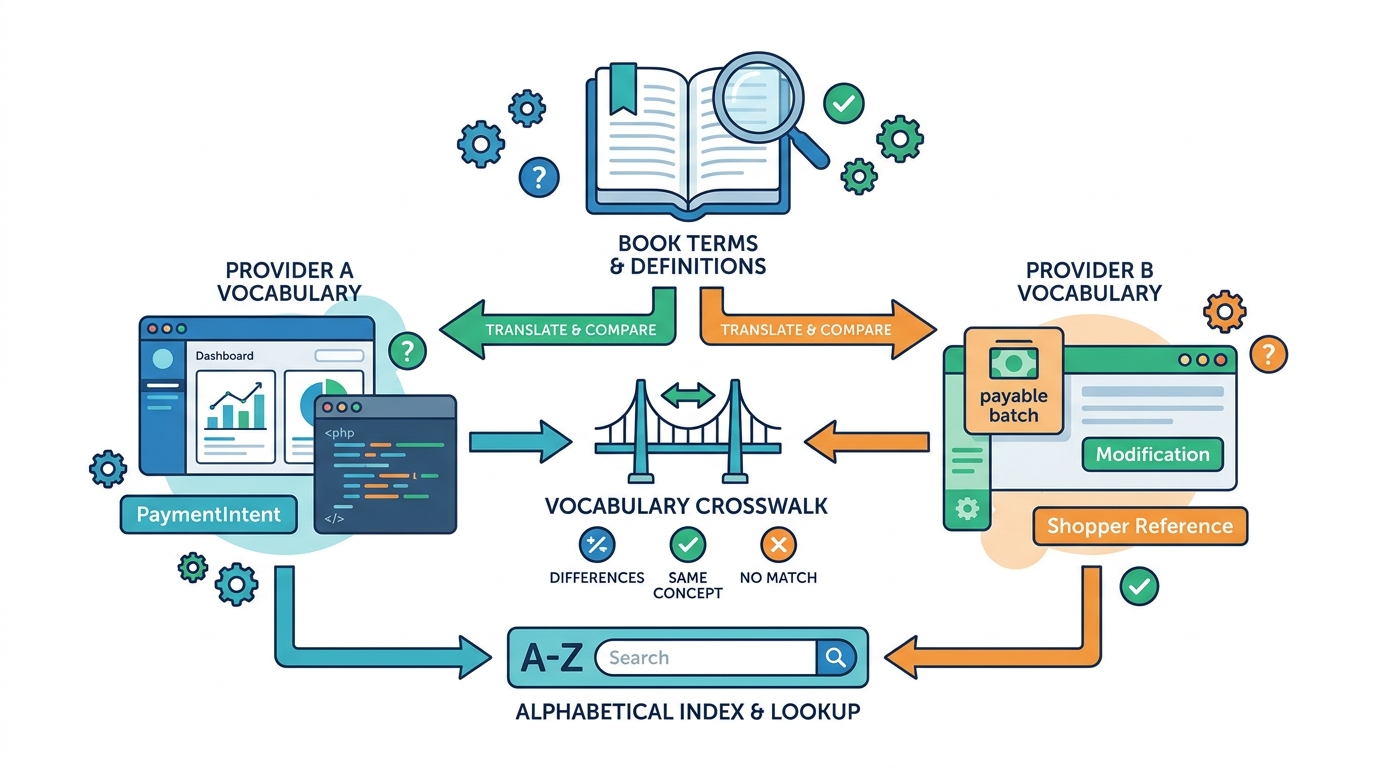 BOOK TERMS
& DEFINITIONS
PROVIDER A
VOCABULARY
PROVIDER B
VOCABULARY
TRANSLATE & COMPARE
TRANSLATE & COMPARE
Dashboard
<?php
</>
PaymentIntent
payable
batch
Modification
Shopper Reference
VOCABULARY CROSSWALK
DIFFERENCES
SAME
CONCEPT
NO MATCH
A-Z
Search
ALPHABETICAL INDEX & LOOKUP